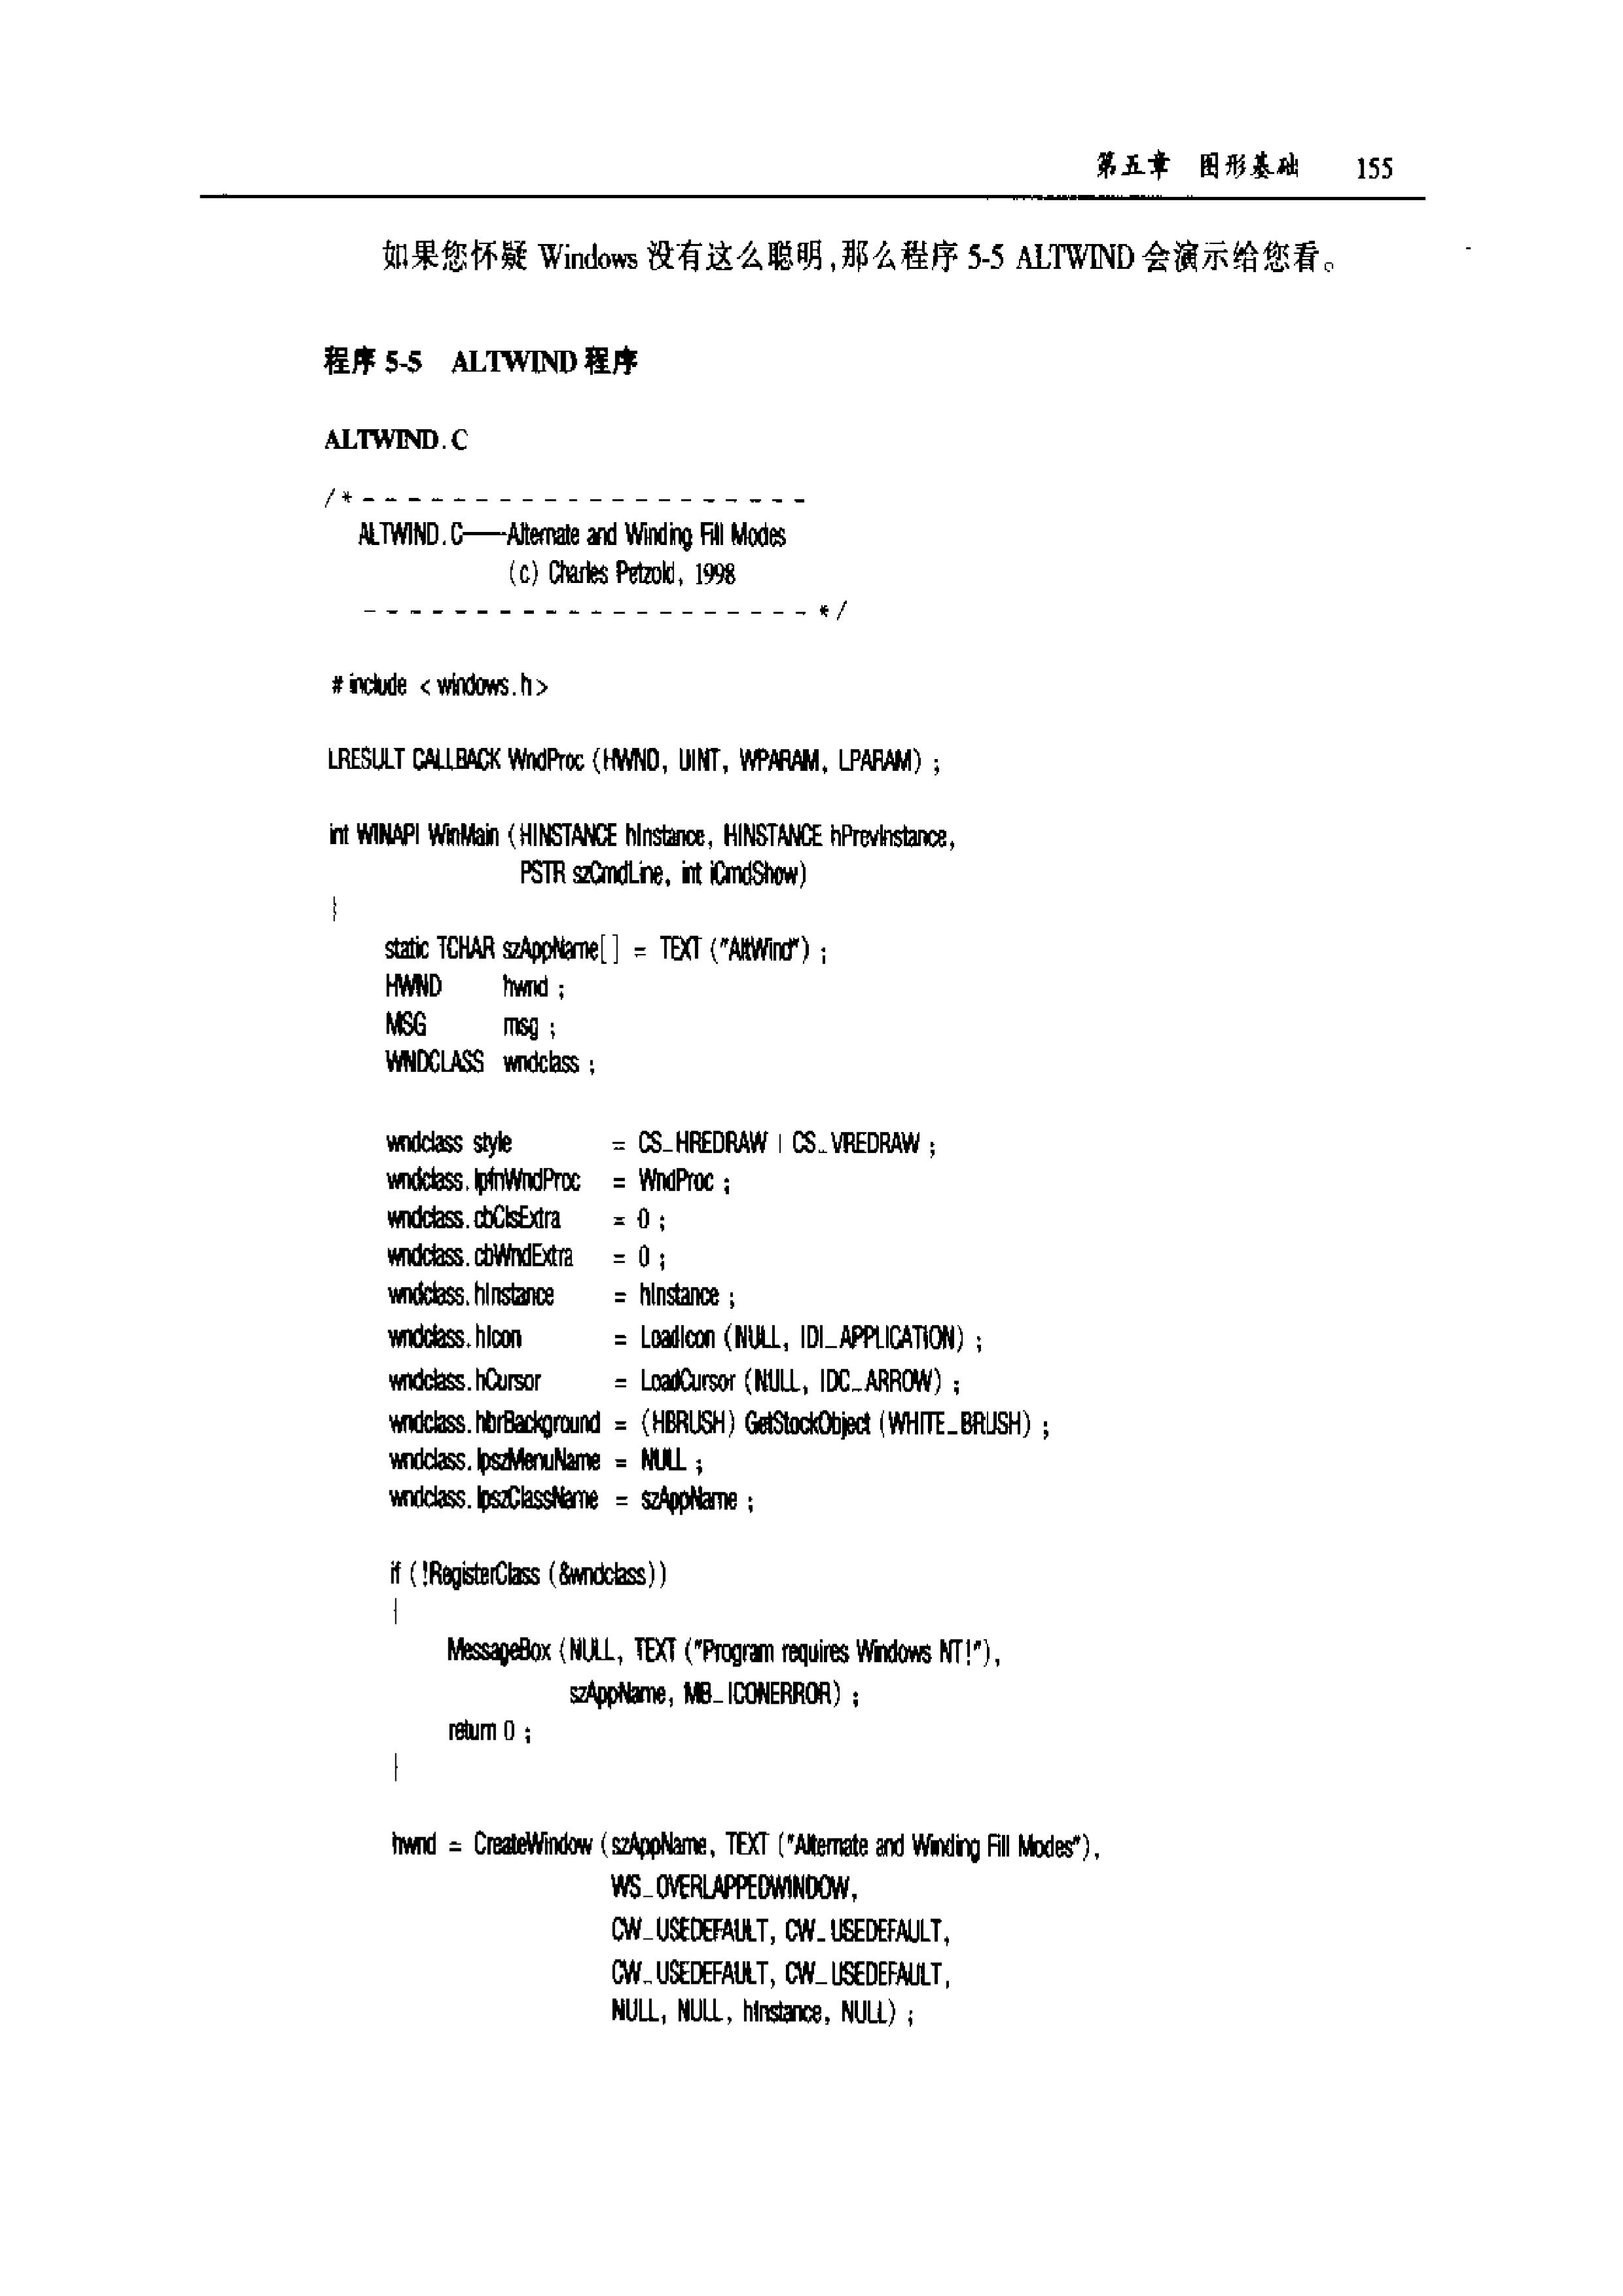 第五章 图形基础 155
如果您怀疑 Windows 没有这么聪明,那么程序 5-5 ALTWIND 会演示给您看。
程序 5-5 ALTWIND 程序
ALTWIND.C
/*--------------------
ALTWIND.C——Alternate and Winding Fill Modes
(c) Charles Petzold, 1998
--------------------*/
#include <windows.h>
LRESULT CALLBACK WndProc (HWND, UINT, WPARAM, LPARAM) ;
int WINAPI WinMain (HINSTANCE hInstance, HINSTANCE hPrevInstance,
PSTR szCmdLine, int iCmdShow)
{
static TCHAR szAppName[] = TEXT ("AltWind") ;
HWND hwnd ;
MSG msg ;
WNDCLASS wndclass ;
wndclass style = CS_HREDRAW | CS_VREDRAW ;
wndclass.lpfnWndProc = WndProc ;
wndclass.cbClsExtra = 0 ;
wndclass.cbWndExtra = 0 ;
wndclass.hInstance = hInstance ;
wndclass.hIcon = LoadIcon (NULL, IDI_APPLICATION) ;
wndclass.hCursor = LoadCursor (NULL, IDC_ARROW) ;
wndclass.hbrBackground = (HBRUSH) GetStockObject (WHITE_BRUSH) ;
wndclass.lpszMenuName = NULL ;
wndclass.lpszClassName = szAppName ;
if (!RegisterClass (&wndclass))
{
MessageBox (NULL, TEXT ("Program requires Windows NT!"),
szAppName, MB_ICONERROR) ;
return 0 ;
}
hwnd = CreateWindow (szAppName, TEXT ("Alternate and Winding Fill Modes"),
WS_OVERLAPPEDWINDOW,
CW_USEDEFAULT, CW_USEDEFAULT,
CW_USEDEFAULT, CW_USEDEFAULT,
NULL, NULL, hInstance, NULL) ;